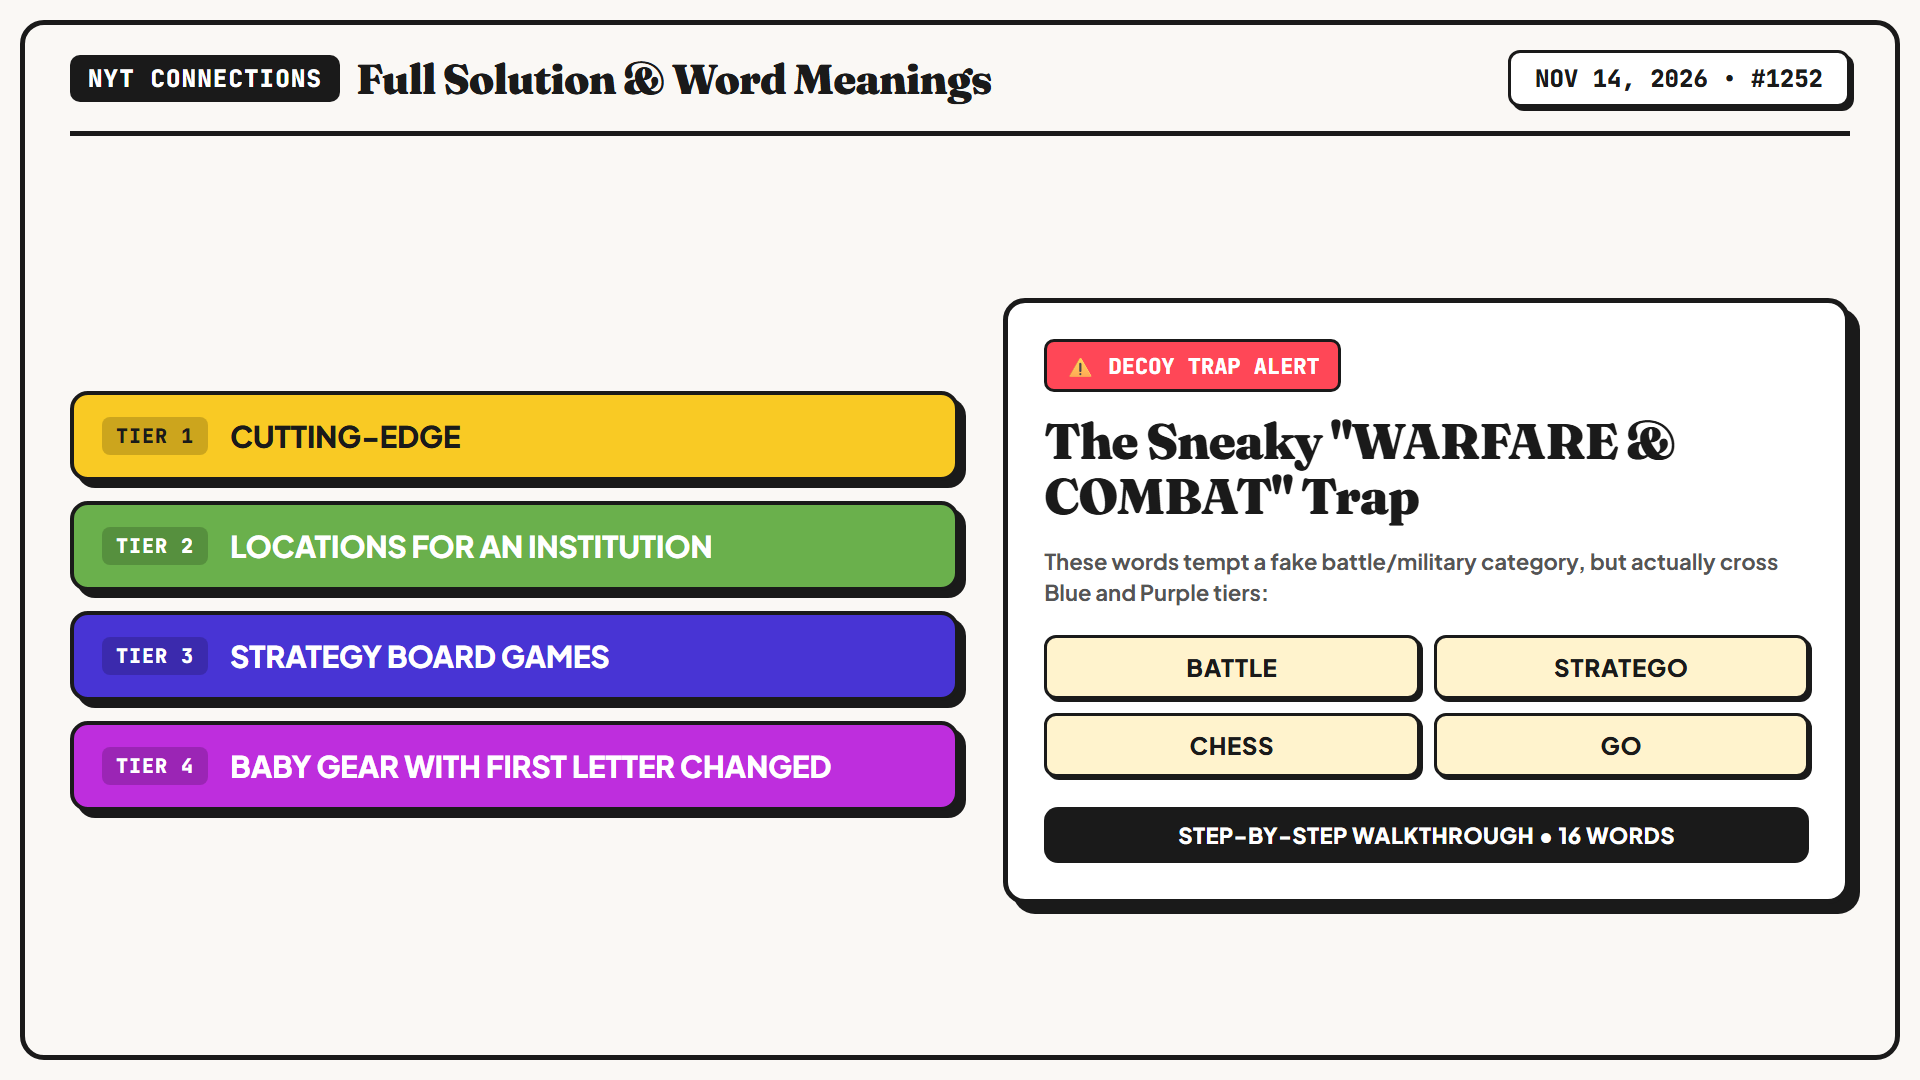 NYT CONNECTIONS
Full Solution & Word Meanings
NOV 14, 2026 • #1252
TIER 1 CUTTING-EDGE
TIER 2 LOCATIONS FOR AN INSTITUTION
TIER 3 STRATEGY BOARD GAMES
TIER 4 BABY GEAR WITH FIRST LETTER CHANGED
⚠️ DECOY TRAP ALERT
The Sneaky "WARFARE &
COMBAT" Trap
These words tempt a fake battle/military category, but actually cross
Blue and Purple tiers:
BATTLE
STRATEGO
CHESS
GO
STEP-BY-STEP WALKTHROUGH • 16 WORDS